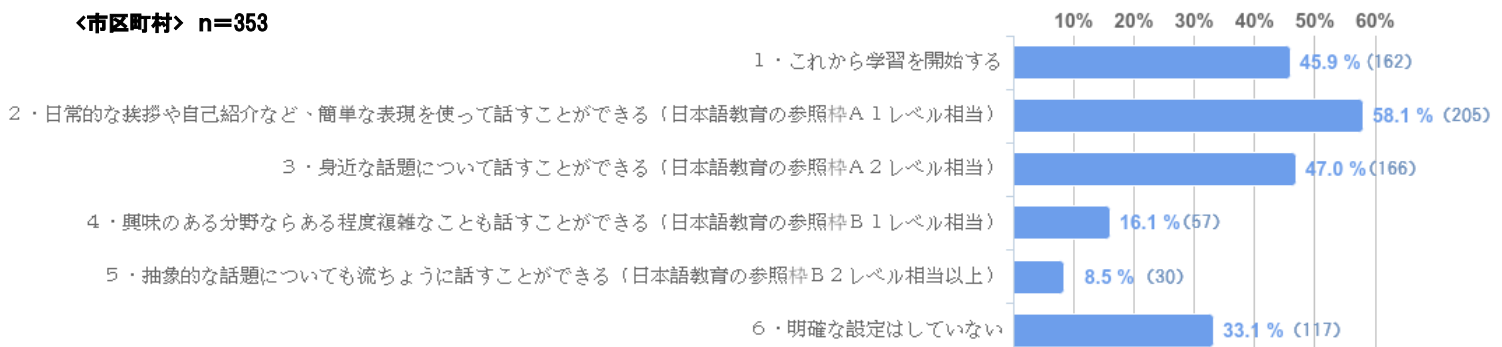 <市区町村> n＝353
10% 20% 30% 40% 50% 60%
１・これから学習を開始する 45.9 % (162)
２・日常的な挨拶や自己紹介など、簡単な表現を使って話すことができる（日本語教育の参照枠Ａ１レベル相当） 58.1 % (205)
３・身近な話題について話すことができる（日本語教育の参照枠Ａ２レベル相当） 47.0 % (166)
４・興味のある分野ならある程度複雑なことも話すことができる（日本語教育の参照枠Ｂ１レベル相当） 16.1 % (57)
５・抽象的な話題についても流ちょうに話すことができる（日本語教育の参照枠Ｂ２レベル相当以上） 8.5 % (30)
６・明確な設定はしていない 33.1 % (117)